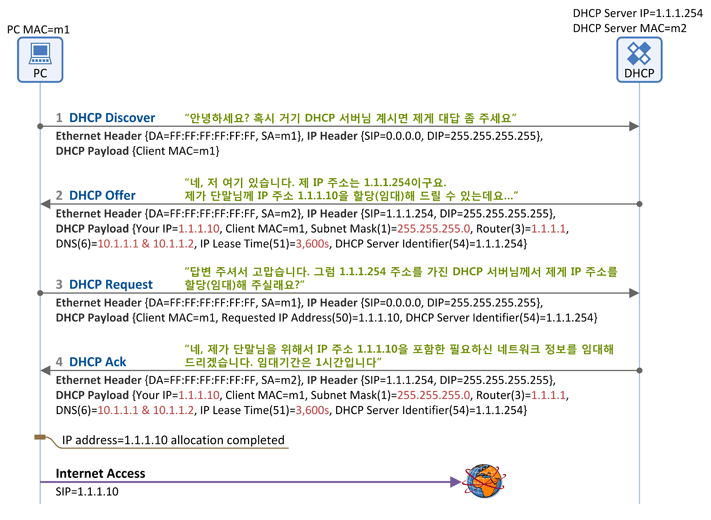 DHCP Server IP=1.1.1.254
PC MAC=m1
DHCP Server MAC=m2
PC
DHCP
1 DHCP Discover
“안녕하세요? 혹시 거기 DHCP 서버님 계시면 제게 대답 좀 주세요”
Ethernet Header {DA=FF:FF:FF:FF:FF:FF, SA=m1}, IP Header {SIP=0.0.0.0, DIP=255.255.255.255},
DHCP Payload {Client MAC=m1}
“네, 저 여기 있습니다. 제 IP 주소는 1.1.1.254이구요.
제가 단말님께 IP 주소 1.1.1.10을 할당(임대)해 드릴 수 있는데요...”
2 DHCP Offer
Ethernet Header {DA=FF:FF:FF:FF:FF:FF, SA=m2}, IP Header {SIP=1.1.1.254, DIP=255.255.255.255},
DHCP Payload {Your IP=1.1.1.10, Client MAC=m1, Subnet Mask(1)=255.255.255.0, Router(3)=1.1.1.1,
DNS(6)=10.1.1.1 & 10.1.1.2, IP Lease Time(51)=3,600s, DHCP Server Identifier(54)=1.1.1.254}
“답변 주셔서 고맙습니다. 그럼 1.1.1.254 주소를 가진 DHCP 서버님께서 제게 IP 주소를
할당(임대)해 주실래요?”
3 DHCP Request
Ethernet Header {DA=FF:FF:FF:FF:FF:FF, SA=m1}, IP Header {SIP=0.0.0.0, DIP=255.255.255.255},
DHCP Payload {Client MAC=m1, Requested IP Address(50)=1.1.1.10, DHCP Server Identifier(54)=1.1.1.254}
“네, 제가 단말님을 위해서 IP 주소 1.1.1.10을 포함한 필요하신 네트워크 정보를 임대해
드리겠습니다. 임대기간은 1시간입니다”
4 DHCP Ack
Ethernet Header {DA=FF:FF:FF:FF:FF:FF, SA=m2}, IP Header {SIP=1.1.1.254, DIP=255.255.255.255},
DHCP Payload {Your IP=1.1.1.10, Client MAC=m1, Subnet Mask(1)=255.255.255.0, Router(3)=1.1.1.1,
DNS(6)=10.1.1.1 & 10.1.1.2, IP Lease Time(51)=3,600s, DHCP Server Identifier(54)=1.1.1.254}
IP address=1.1.1.10 allocation completed
Internet Access
SIP=1.1.1.10